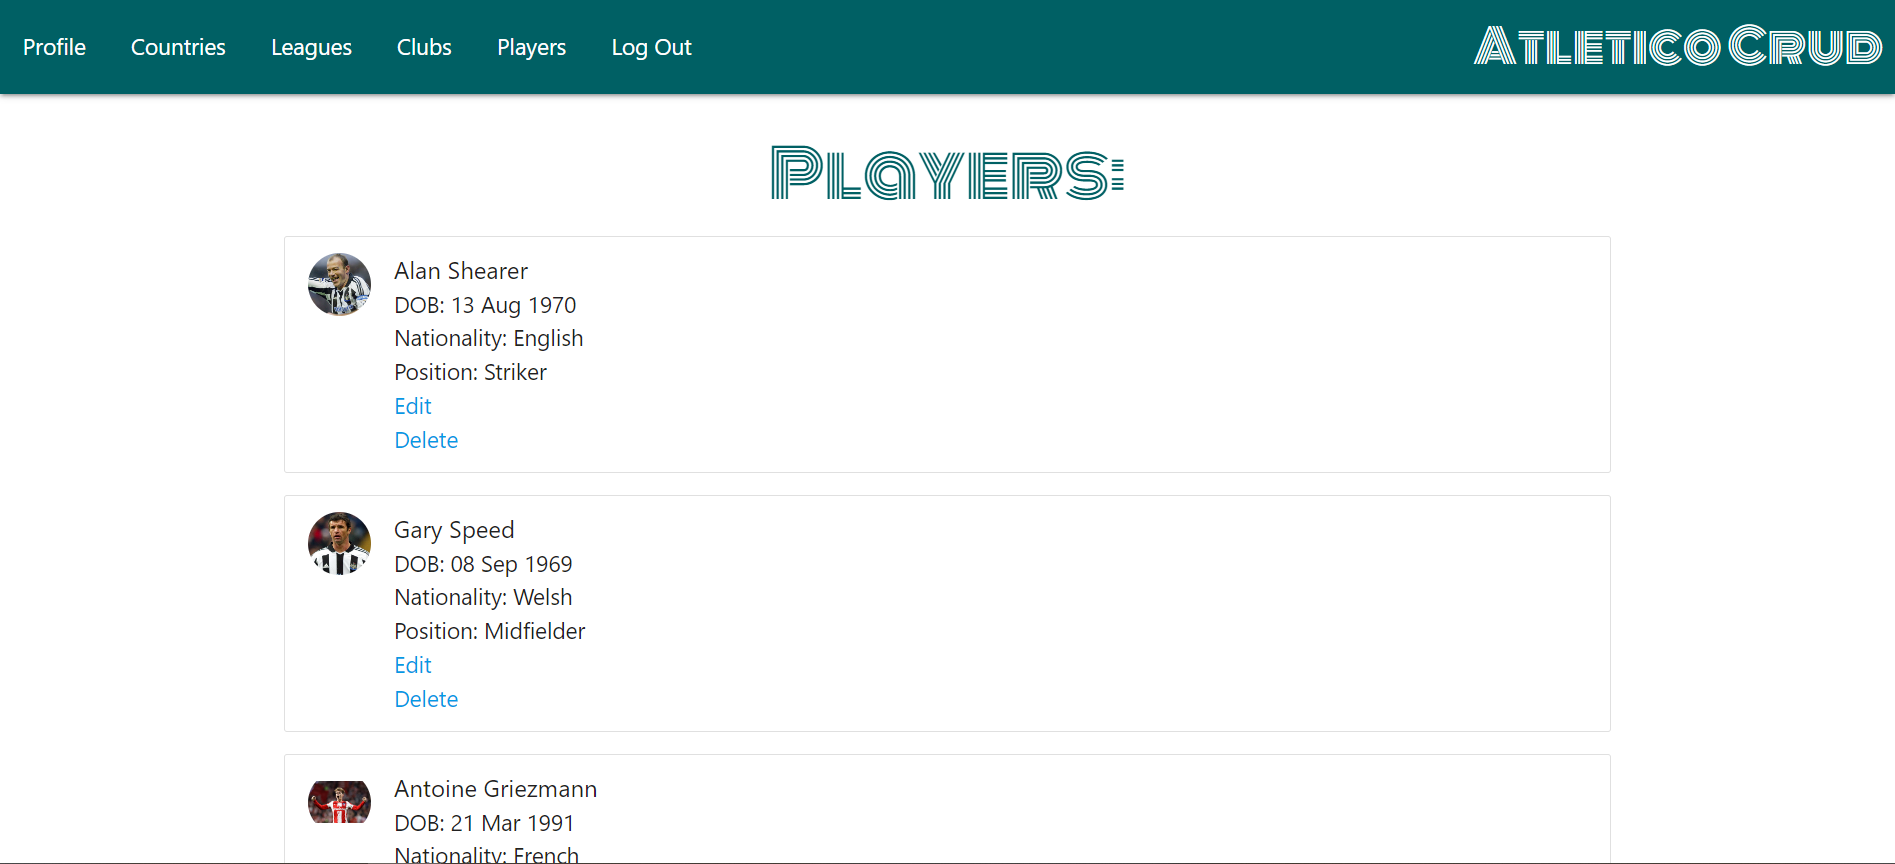 Profile Countries Leagues Clubs Players Log Out Atletico Crud
Players:
Alan Shearer
DOB: 13 Aug 1970
Nationality: English
Position: Striker
Edit
Delete
Gary Speed
DOB: 08 Sep 1969
Nationality: Welsh
Position: Midfielder
Edit
Delete
Antoine Griezmann
DOB: 21 Mar 1991
Nationality: French